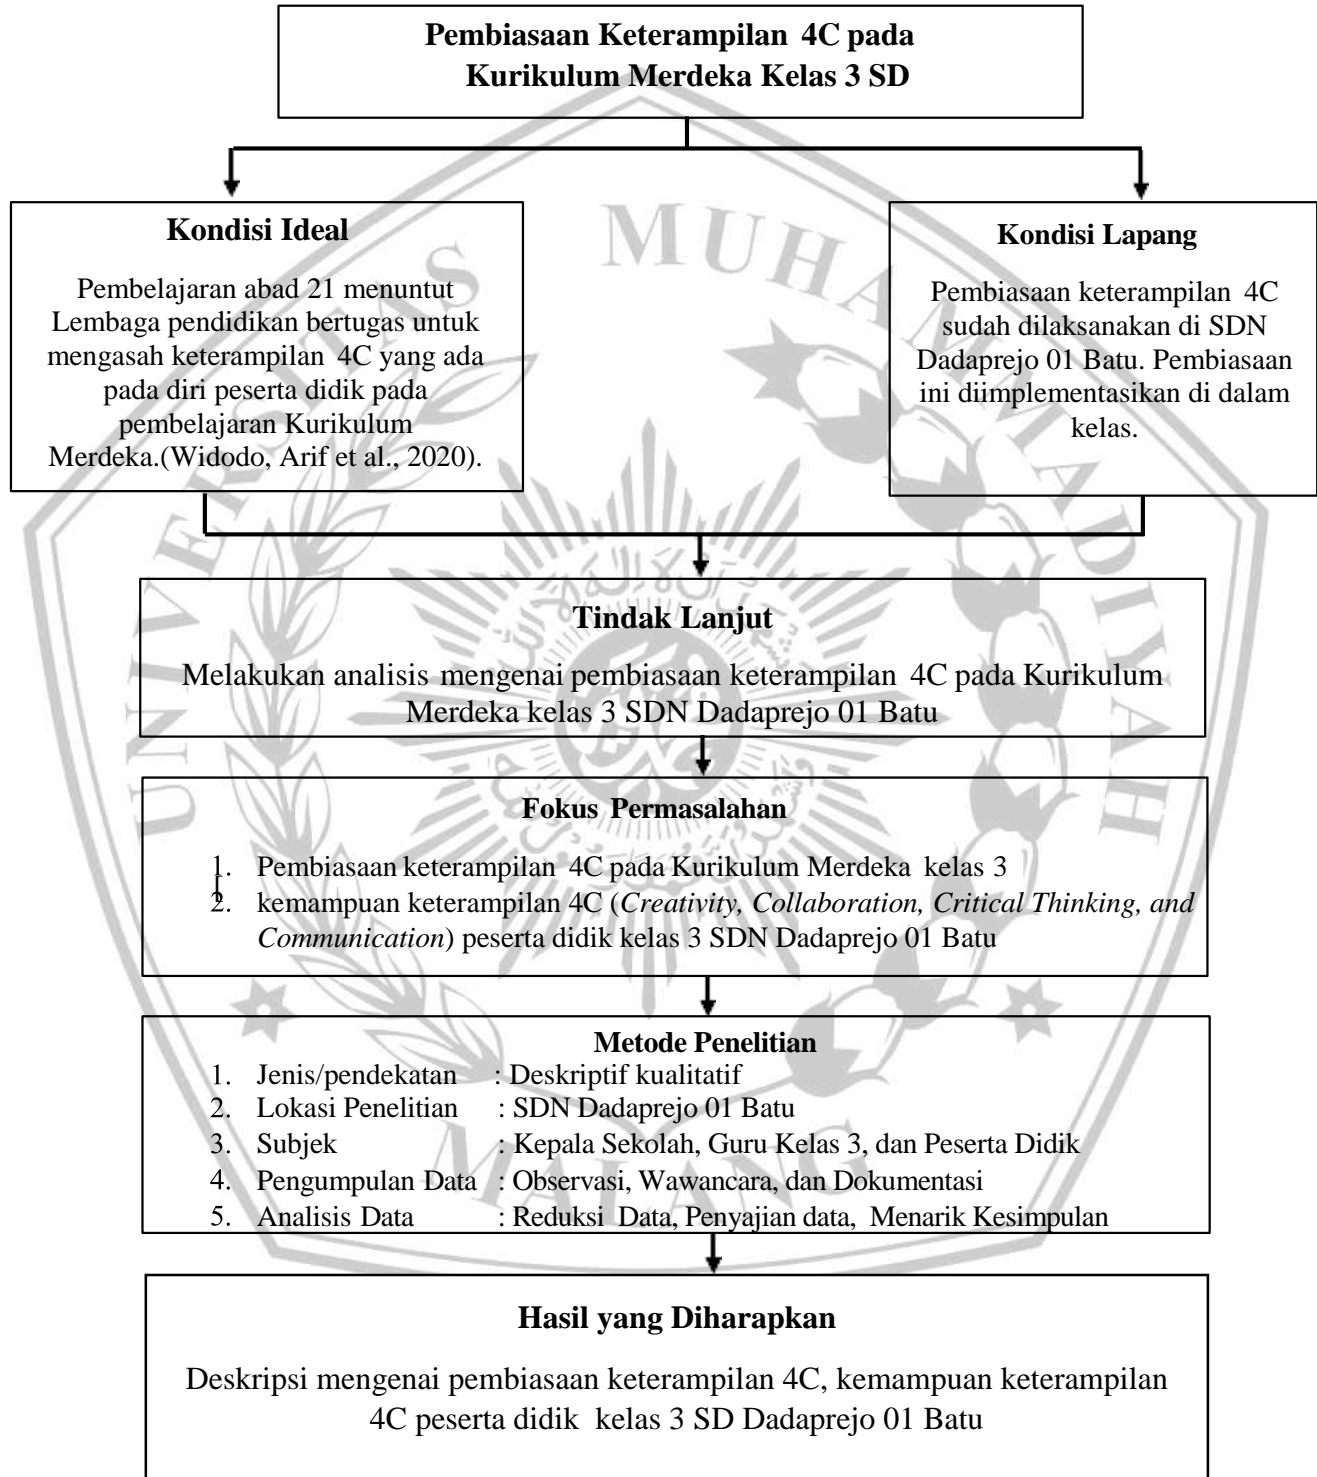 Pembiasaan Keterampilan 4C pada
Kurikulum Merdeka Kelas 3 SD
Kondisi Ideal
Pembelajaran abad 21 menuntut
Lembaga pendidikan bertugas untuk
mengasah keterampilan 4C yang ada
pada diri peserta didik pada
pembelajaran Kurikulum
Merdeka.(Widodo, Arif et al., 2020).
Kondisi Lapang
Pembiasaan keterampilan 4C
sudah dilaksanakan di SDN
Dadaprejo 01 Batu. Pembiasaan
ini diimplementasikan di dalam
kelas.
Tindak Lanjut
Melakukan analisis mengenai pembiasaan keterampilan 4C pada Kurikulum
Merdeka kelas 3 SDN Dadaprejo 01 Batu
Fokus Permasalahan
1. Pembiasaan keterampilan 4C pada Kurikulum Merdeka kelas 3
2. kemampuan keterampilan 4C (Creativity, Collaboration, Critical Thinking, and
Communication) peserta didik kelas 3 SDN Dadaprejo 01 Batu
Metode Penelitian
1. Jenis/pendekatan : Deskriptif kualitatif
2. Lokasi Penelitian : SDN Dadaprejo 01 Batu
3. Subjek : Kepala Sekolah, Guru Kelas 3, dan Peserta Didik
4. Pengumpulan Data : Observasi, Wawancara, dan Dokumentasi
5. Analisis Data : Reduksi Data, Penyajian data, Menarik Kesimpulan
Hasil yang Diharapkan
Deskripsi mengenai pembiasaan keterampilan 4C, kemampuan keterampilan
4C peserta didik kelas 3 SD Dadaprejo 01 Batu
UNIVERSITAS MUHAMMADIYAH
MALANG